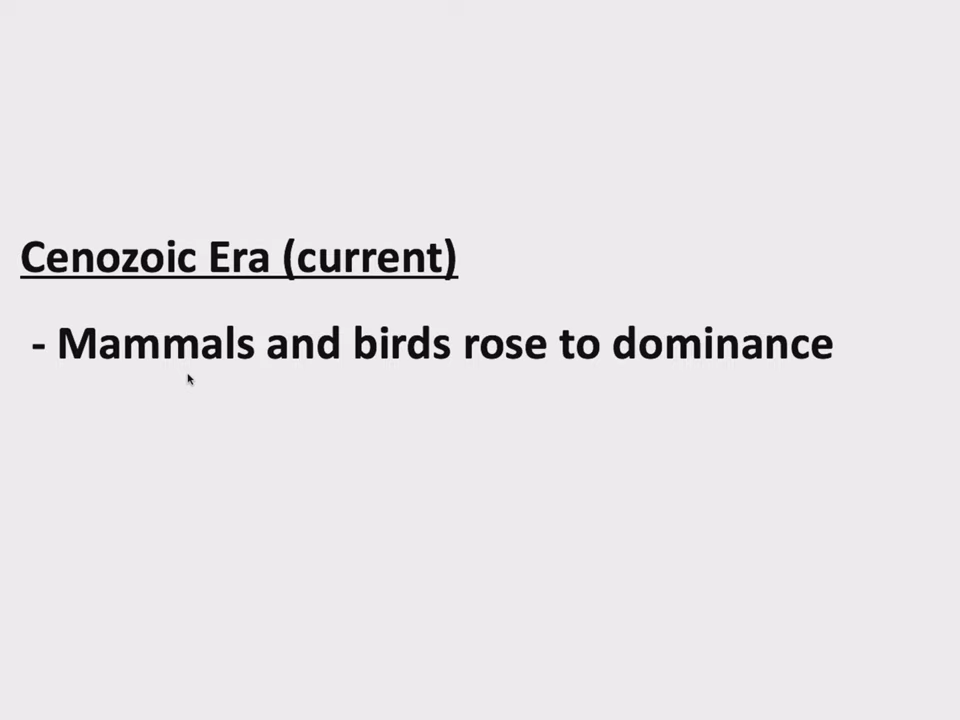 Cenozoic Era (current)
- Mammals and birds rose to dominance